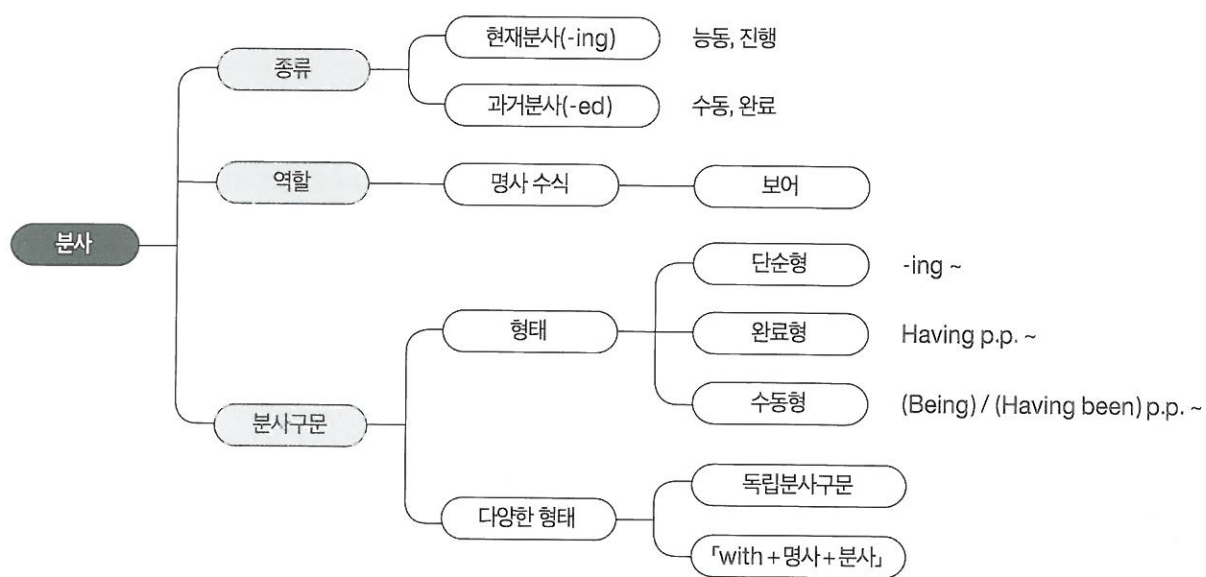 현재분사(-ing) 능동, 진행
종류
과거분사(-ed) 수동, 완료
역할 명사 수식 보어
분사
단순형 -ing ~
형태 완료형 Having p.p. ~
수동형 (Being) / (Having been) p.p. ~
분사구문
독립분사구문
다양한 형태
「with+명사+분사」